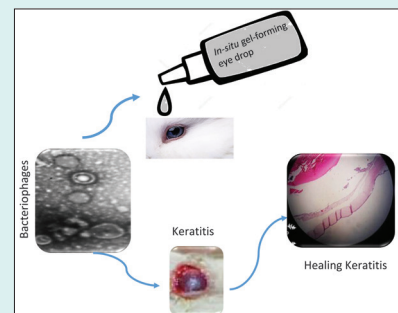 In-situ gel-forming
eye drop
Bacteriophages
Keratitis
Healing Keratitis